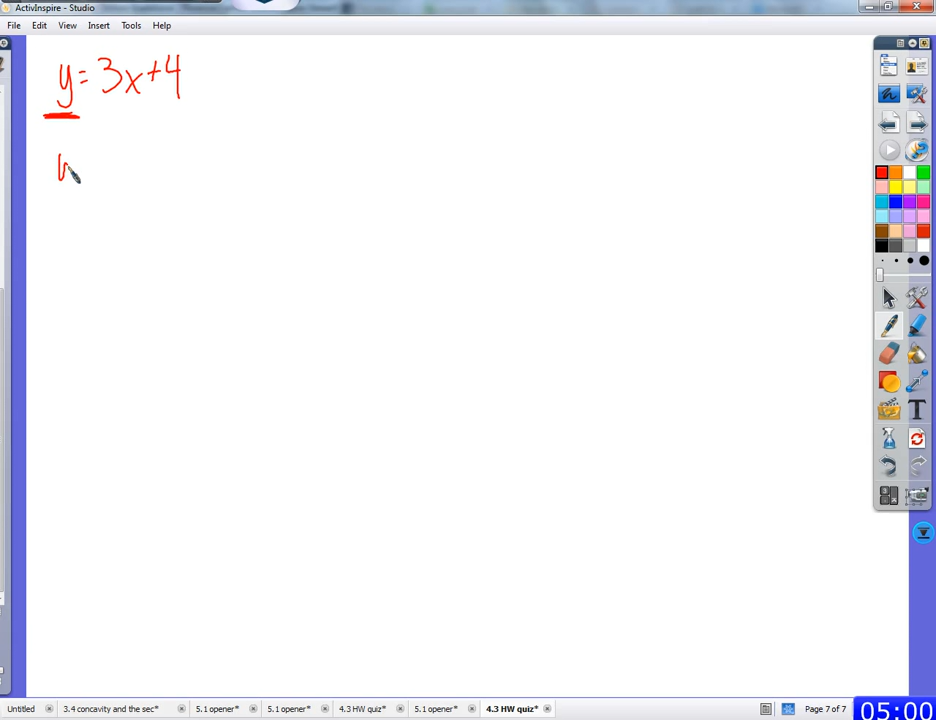 ActivInspire - Studio
File Edit View Insert Tools Help
y = 3x+4
Untitled 3.4 concavity and the sec* 5.1 opener* 5.1 opener* 4.3 HW quiz* 5.1 opener* 4.3 HW quiz* Page 7 of 7
05:00